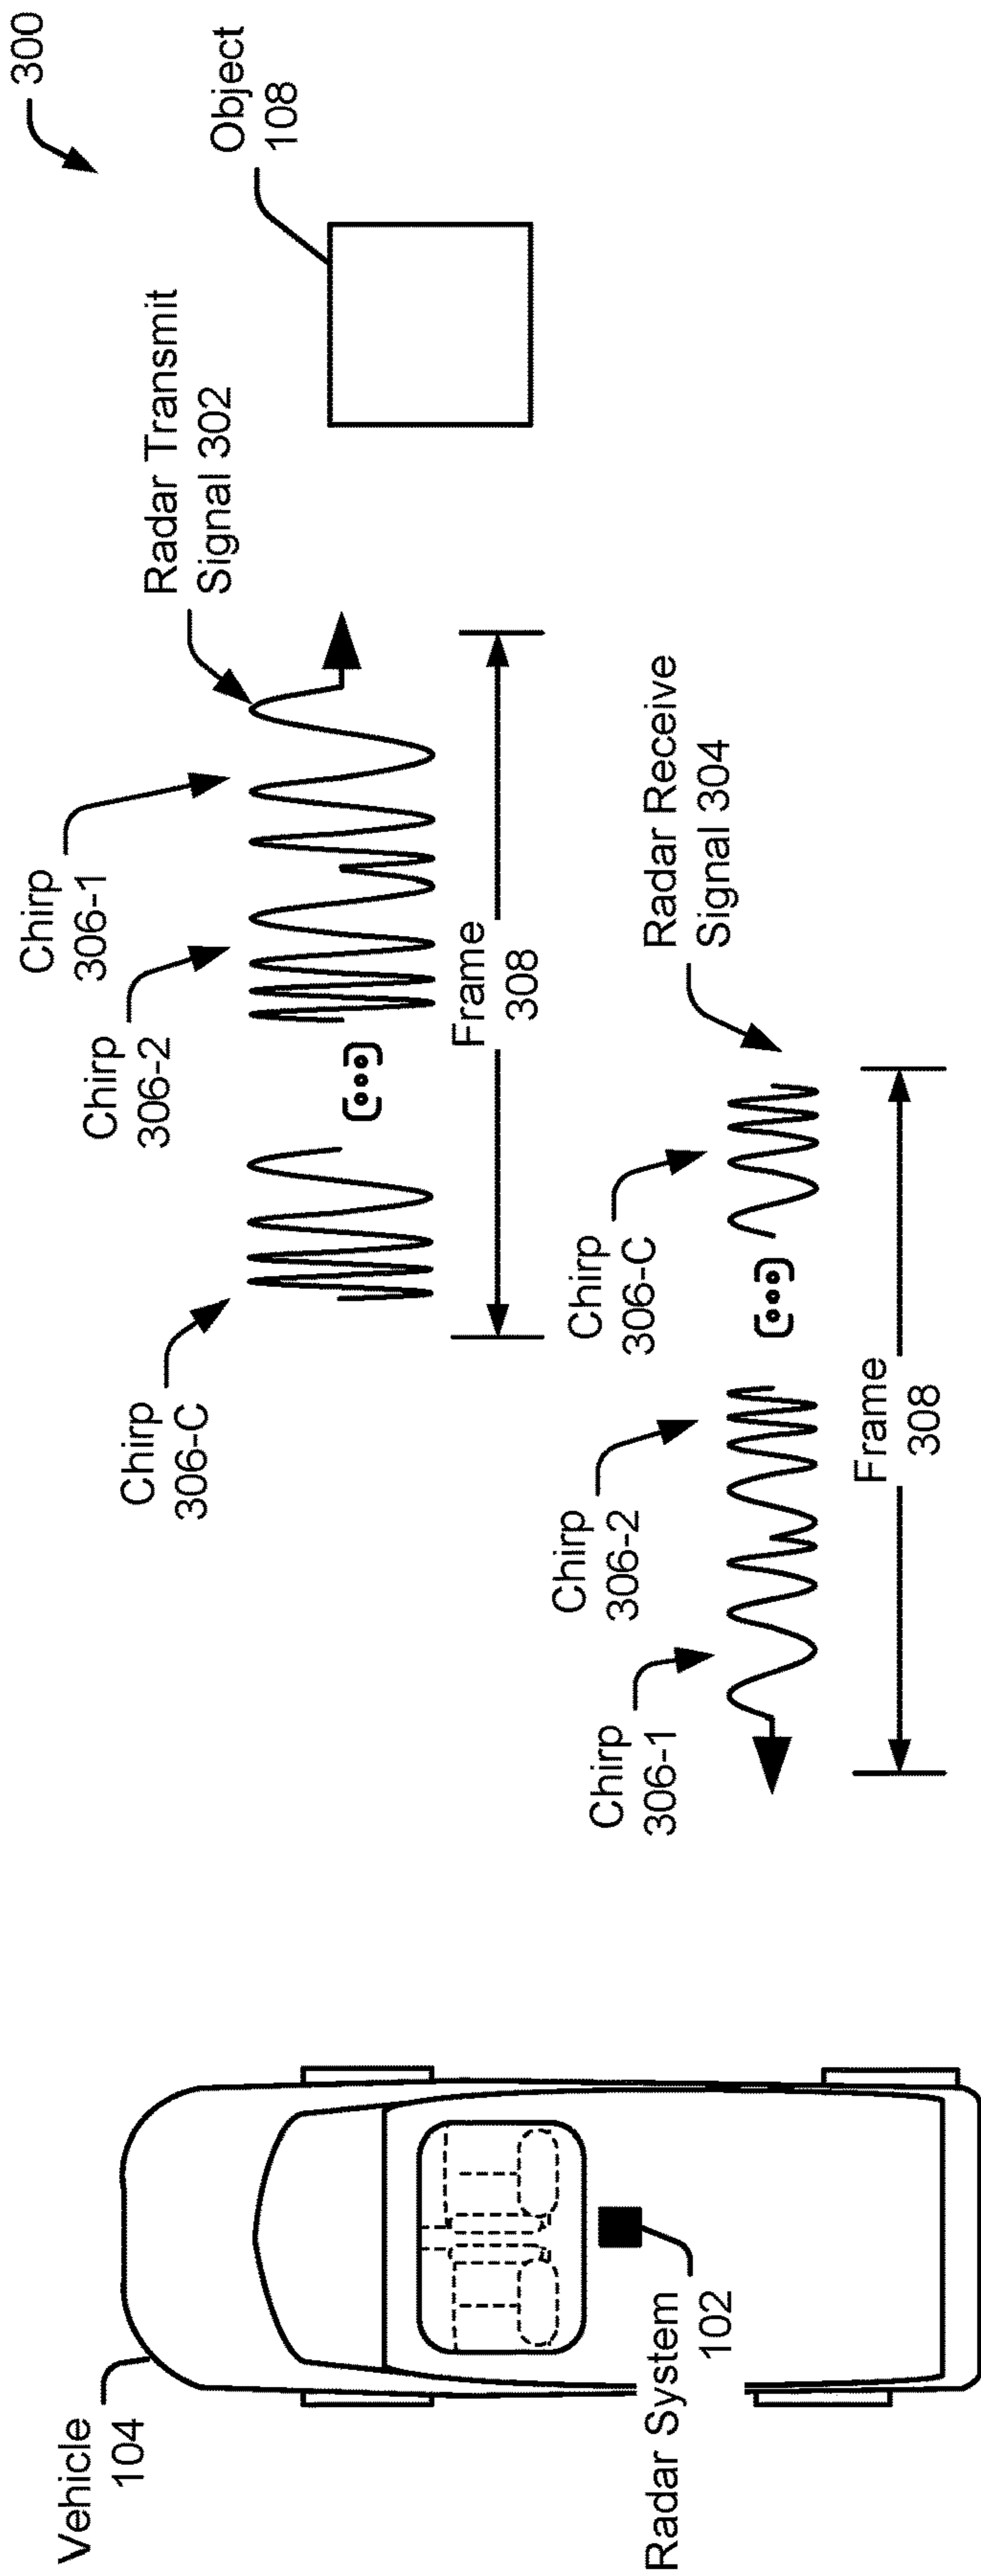 300
Object
108
Radar Transmit
Signal 302
Chirp
306-1
Chirp
306-2
Chirp
306-C
Frame
308
Radar Receive
Signal 304
Chirp
306-C
Chirp
306-2
Chirp
306-1
Frame
308
Vehicle
104
Radar System
102